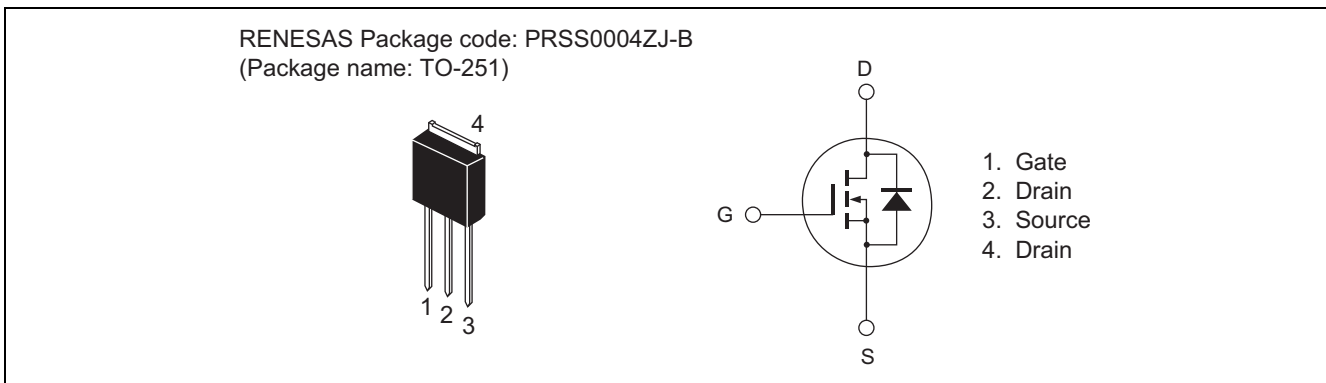 RENESAS Package code: PRSS0004ZJ-B
(Package name: TO-251)
4
1
2
3
D
G
S
1. Gate
2. Drain
3. Source
4. Drain